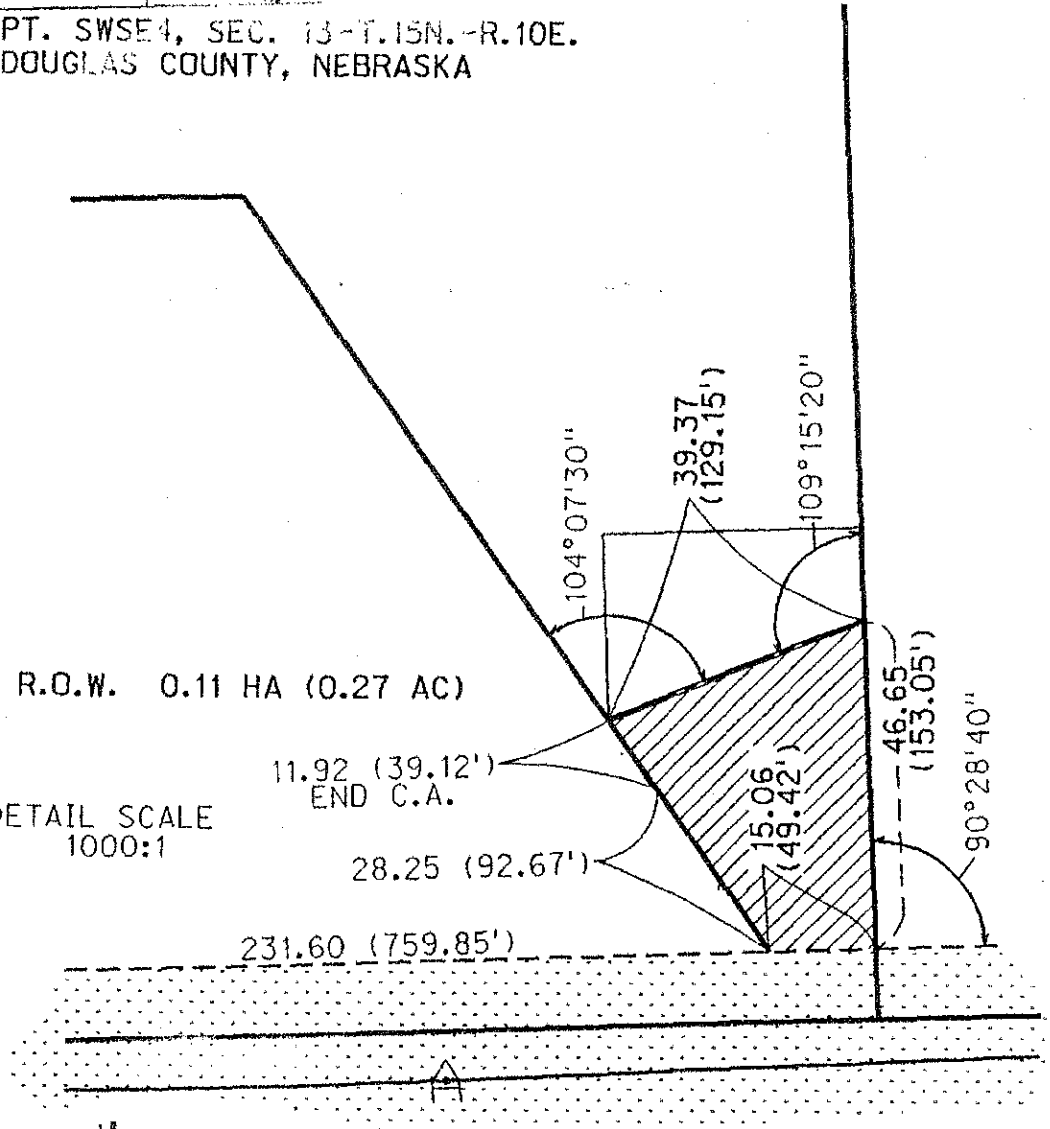 PT. SWSE4, SEC. 13-T.15N.-R.10E.
DOUGLAS COUNTY, NEBRASKA
104°07'30"
39.37
(129.15')
109°15'20"
R.O.W. 0.11 HA (0.27 AC)
11.92 (39.12')
END C.A.
46.65
(153.05')
90°28'40"
DETAIL SCALE
1000:1
15.06
(49.42')
28.25 (92.67')
231.60 (759.85')